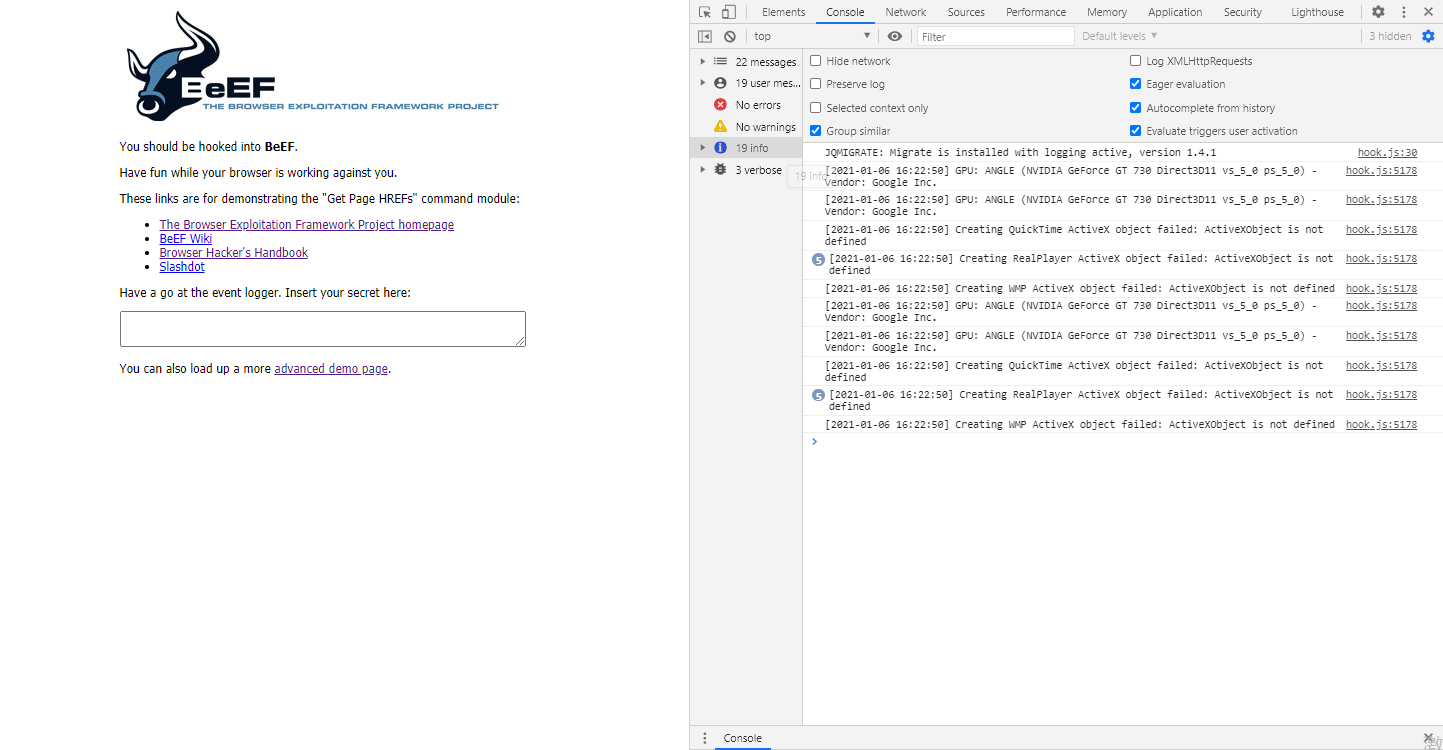 BeEF
THE BROWSER EXPLOITATION FRAMEWORK PROJECT
You should be hooked into BeEF.
Have fun while your browser is working against you.
These links are for demonstrating the "Get Page HREFs" command module:
The Browser Exploitation Framework Project homepage
BeEF Wiki
Browser Hacker's Handbook
Slashdot
Have a go at the event logger. Insert your secret here:
You can also load up a more advanced demo page.
Elements Console Network Sources Performance Memory Application Security Lighthouse
top Filter Default levels 3 hidden
22 messages
19 user mes...
No errors
No warnings
19 info
3 verbose
19 info
Hide network Log XMLHttpRequests
Preserve log Eager evaluation
Selected context only Autocomplete from history
Group similar Evaluate triggers user activation
JQMIGRATE: Migrate is installed with logging active, version 1.4.1 hook.js:30
[2021-01-06 16:22:50] GPU: ANGLE (NVIDIA GeForce GT 730 Direct3D11 vs_5_0 ps_5_0) - hook.js:5178
Vendor: Google Inc.
[2021-01-06 16:22:50] GPU: ANGLE (NVIDIA GeForce GT 730 Direct3D11 vs_5_0 ps_5_0) - hook.js:5178
Vendor: Google Inc.
[2021-01-06 16:22:50] Creating QuickTime ActiveX object failed: ActiveXObject is not hook.js:5178
defined
5 [2021-01-06 16:22:50] Creating RealPlayer ActiveX object failed: ActiveXObject is not hook.js:5178
defined
[2021-01-06 16:22:50] Creating WMP ActiveX object failed: ActiveXObject is not defined hook.js:5178
[2021-01-06 16:22:50] GPU: ANGLE (NVIDIA GeForce GT 730 Direct3D11 vs_5_0 ps_5_0) - hook.js:5178
Vendor: Google Inc.
[2021-01-06 16:22:50] GPU: ANGLE (NVIDIA GeForce GT 730 Direct3D11 vs_5_0 ps_5_0) - hook.js:5178
Vendor: Google Inc.
[2021-01-06 16:22:50] Creating QuickTime ActiveX object failed: ActiveXObject is not hook.js:5178
defined
5 [2021-01-06 16:22:50] Creating RealPlayer ActiveX object failed: ActiveXObject is not hook.js:5178
defined
[2021-01-06 16:22:50] Creating WMP ActiveX object failed: ActiveXObject is not defined hook.js:5178
Console